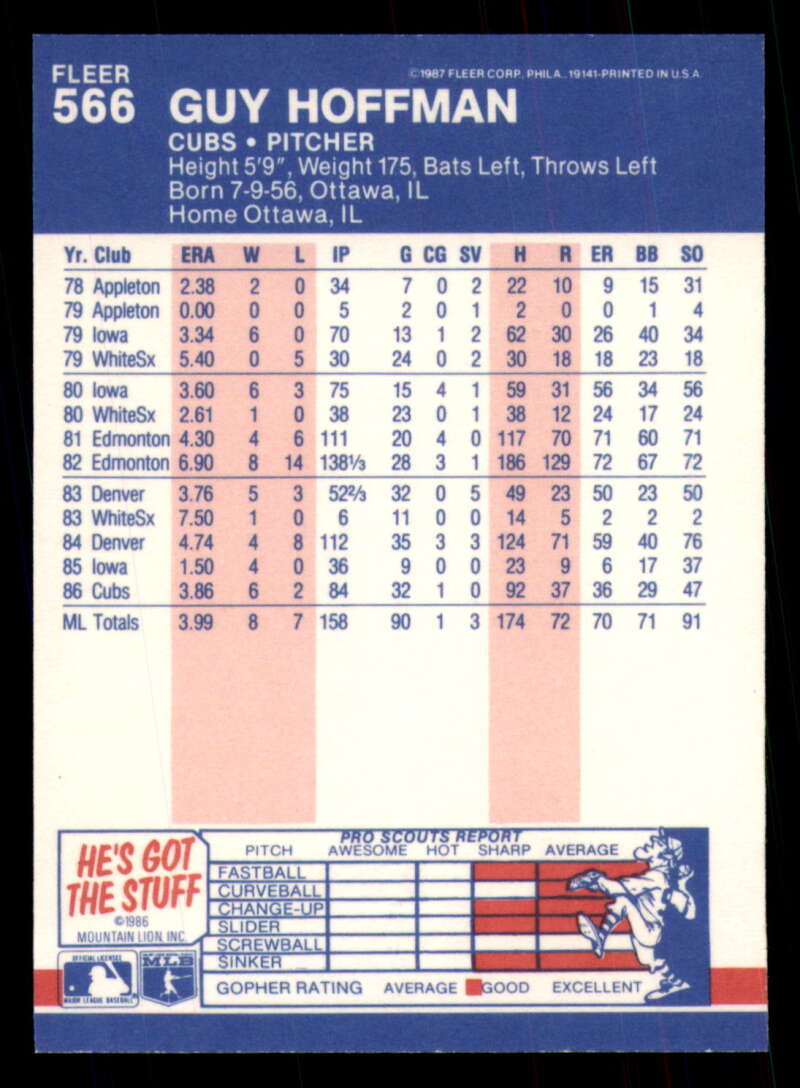 FLEER ©1987 FLEER CORP., PHILA., 19141-PRINTED IN U.S.A.
566 GUY HOFFMAN
CUBS • PITCHER
Height 5'9", Weight 175, Bats Left, Throws Left
Born 7-9-56, Ottawa, IL
Home Ottawa, IL
Yr. Club ERA W L IP G CG SV H R ER BB SO
78 Appleton 2.38 2 0 34 7 0 2 22 10 9 15 31
79 Appleton 0.00 0 0 5 2 0 1 2 0 0 1 4
79 Iowa 3.34 6 0 70 13 1 2 62 30 26 40 34
79 WhiteSx 5.40 0 5 30 24 0 2 30 18 18 23 18
80 Iowa 3.60 6 3 75 15 4 1 59 31 56 34 56
80 WhiteSx 2.61 1 0 38 23 0 1 38 12 24 17 24
81 Edmonton 4.30 4 6 111 20 4 0 117 70 71 60 71
82 Edmonton 6.90 8 14 138⅓ 28 3 1 186 129 72 67 72
83 Denver 3.76 5 3 52⅔ 32 0 5 49 23 50 23 50
83 WhiteSx 7.50 1 0 6 11 0 0 14 5 2 2 2
84 Denver 4.74 4 8 112 35 3 3 124 71 59 40 76
85 Iowa 1.50 4 0 36 9 0 0 23 9 6 17 37
86 Cubs 3.86 6 2 84 32 1 0 92 37 36 29 47
ML Totals 3.99 8 7 158 90 1 3 174 72 70 71 91
HE'S GOT
THE STUFF
©1986
MOUNTAIN LION, INC.
OFFICIAL LICENSEE
MAJOR LEAGUE BASEBALL
MLB
PRO SCOUTS REPORT
PITCH AWESOME HOT SHARP AVERAGE
FASTBALL
CURVEBALL
CHANGE-UP
SLIDER
SCREWBALL
SINKER
GOPHER RATING AVERAGE GOOD EXCELLENT